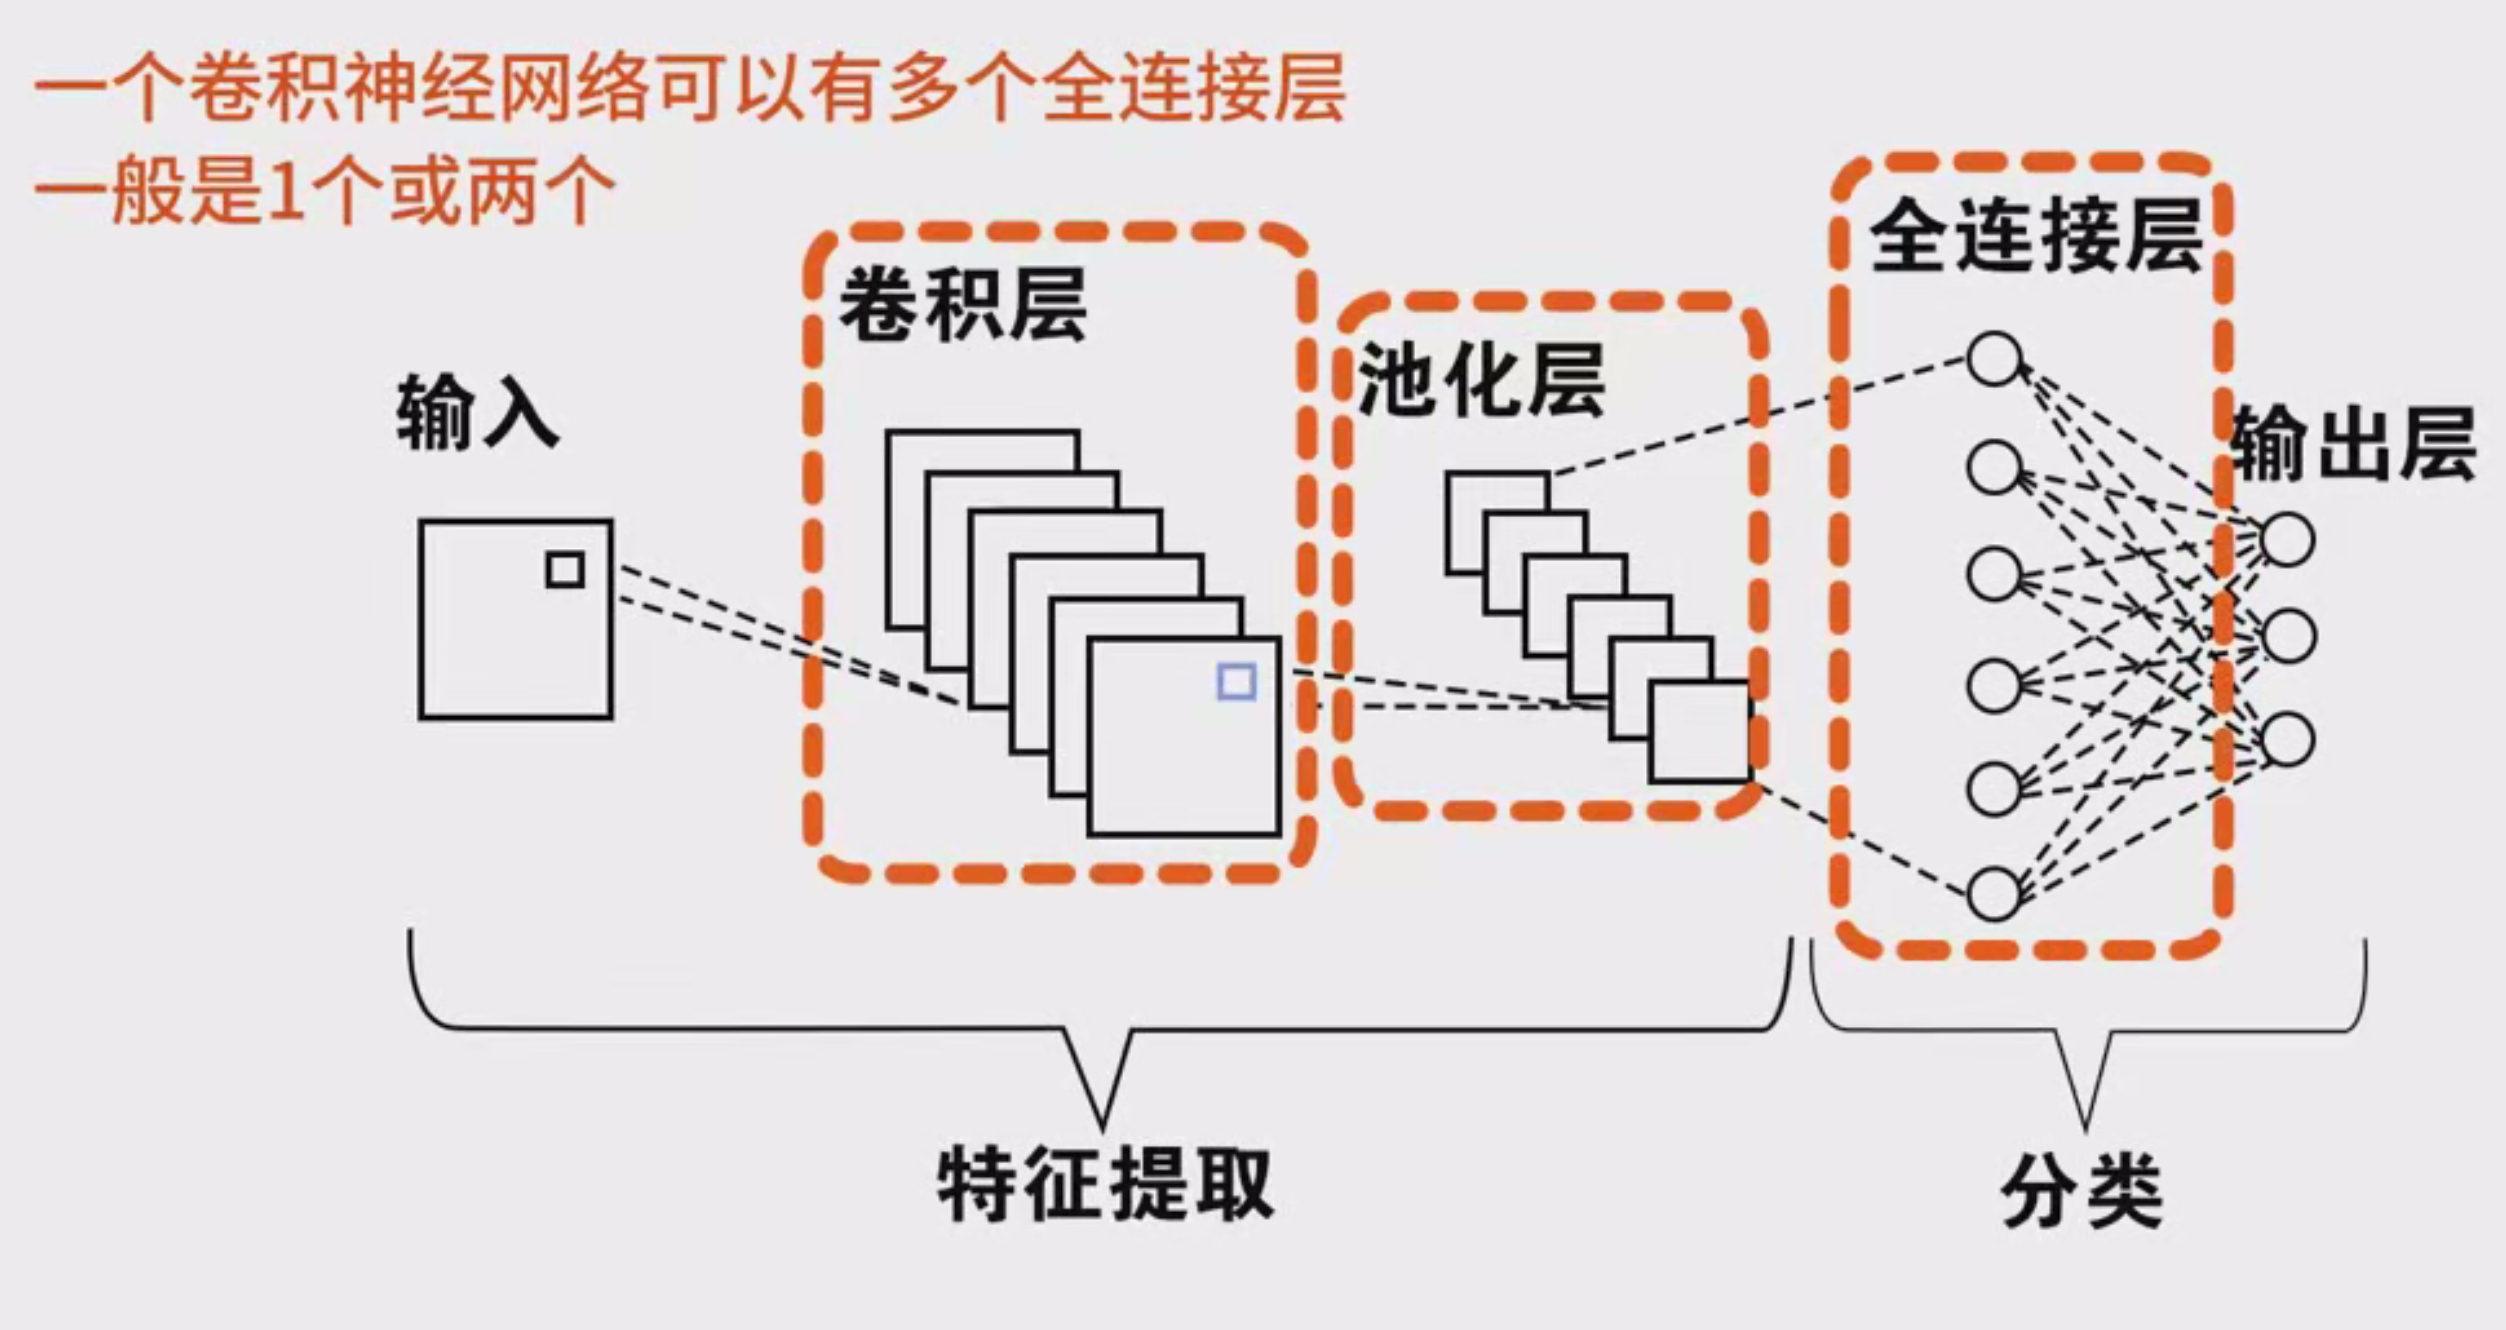 一个卷积神经网络可以有多个全连接层
一般是1个或两个
全连接层
卷积层
池化层
输入
输出层
特征提取
分类